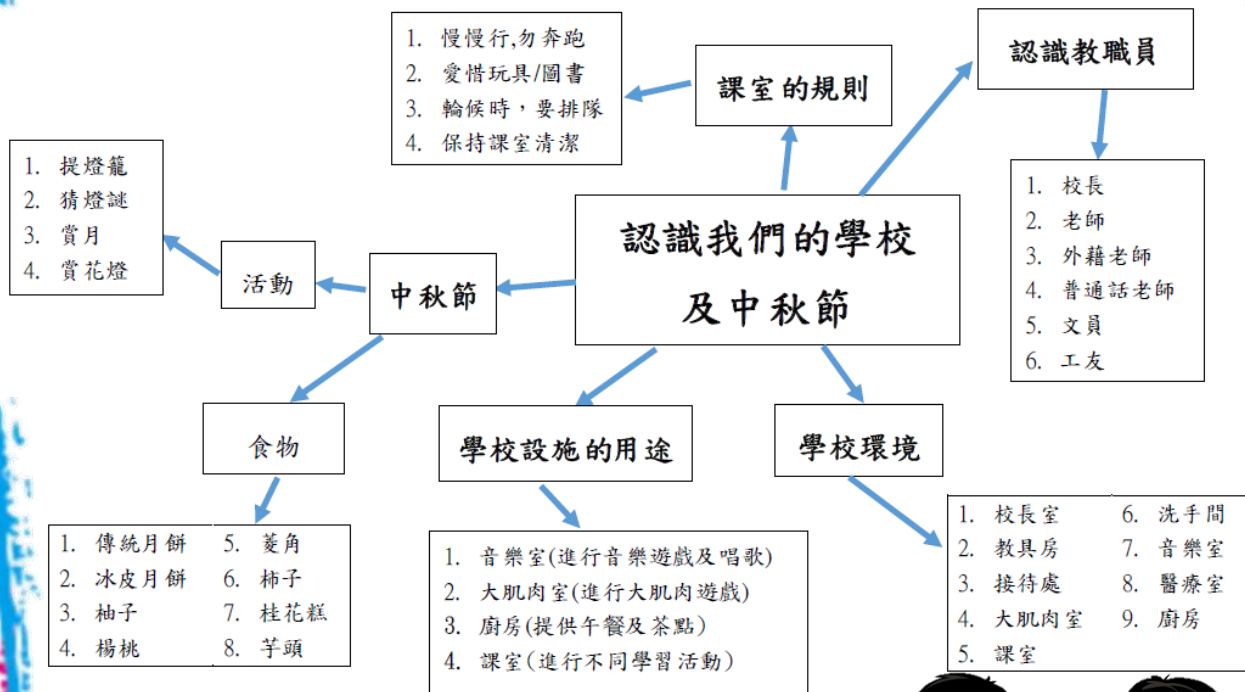 認識我們的學校
及中秋節
課室的規則
1. 慢慢行,勿奔跑
2. 愛惜玩具/圖書
3. 輪候時，要排隊
4. 保持課室清潔
認識教職員
1. 校長
2. 老師
3. 外藉老師
4. 普通話老師
5. 文員
6. 工友
中秋節
活動
1. 提燈籠
2. 猜燈謎
3. 賞月
4. 賞花燈
食物
1. 傳統月餅
2. 冰皮月餅
3. 柚子
4. 楊桃
5. 菱角
6. 柿子
7. 桂花糕
8. 芋頭
學校設施的用途
1. 音樂室(進行音樂遊戲及唱歌)
2. 大肌肉室(進行大肌肉遊戲)
3. 廚房(提供午餐及茶點)
4. 課室(進行不同學習活動)
學校環境
1. 校長室
2. 教具房
3. 接待處
4. 大肌肉室
5. 課室
6. 洗手間
7. 音樂室
8. 醫療室
9. 廚房